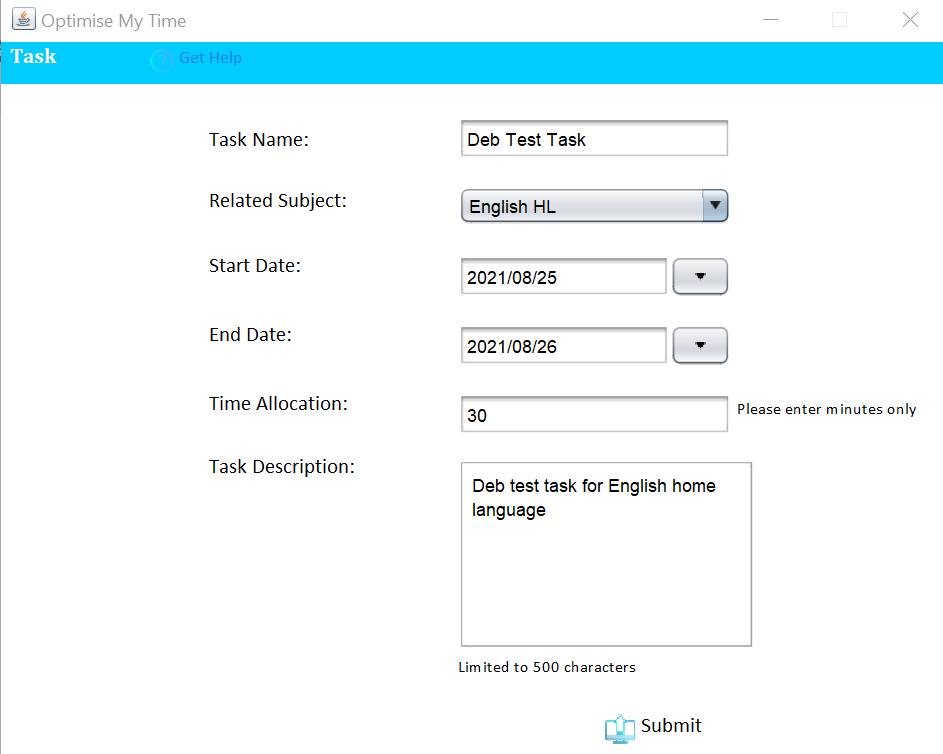 Optimise My Time
Task
Get Help
Task Name:
Deb Test Task
Related Subject:
English HL
Start Date:
2021/08/25
End Date:
2021/08/26
Time Allocation:
30
Please enter minutes only
Task Description:
Deb test task for English home
language
Limited to 500 characters
Submit